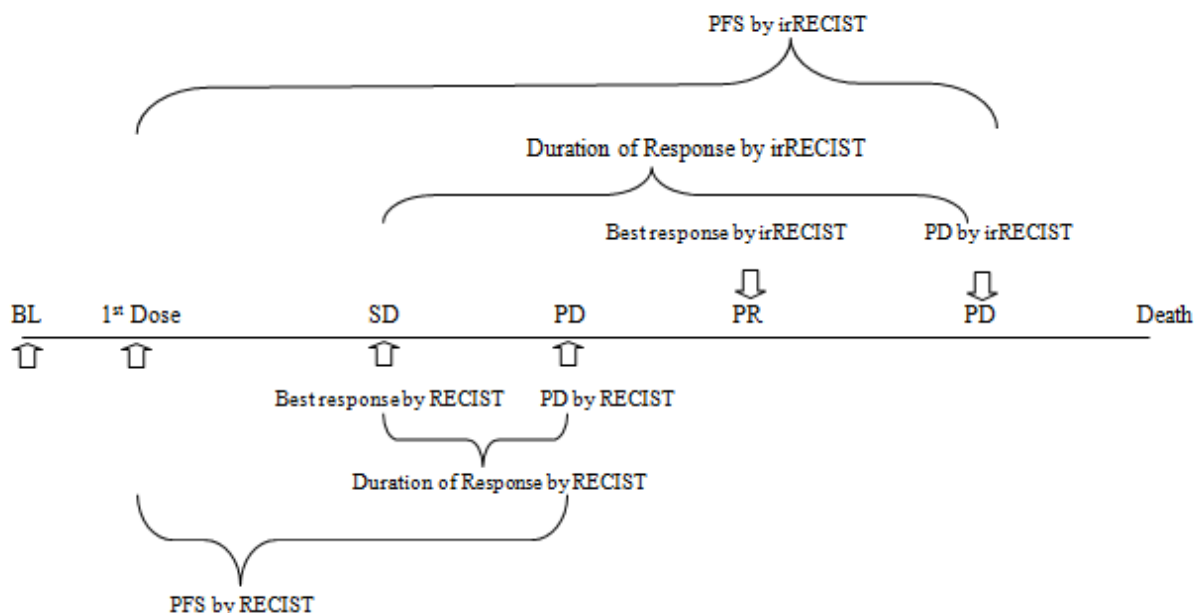 PFS by irRECIST
Duration of Response by irRECIST
Best response by irRECIST PD by irRECIST
BL 1st Dose SD PD PR PD Death
Best response by RECIST PD by RECIST
Duration of Response by RECIST
PFS by RECIST